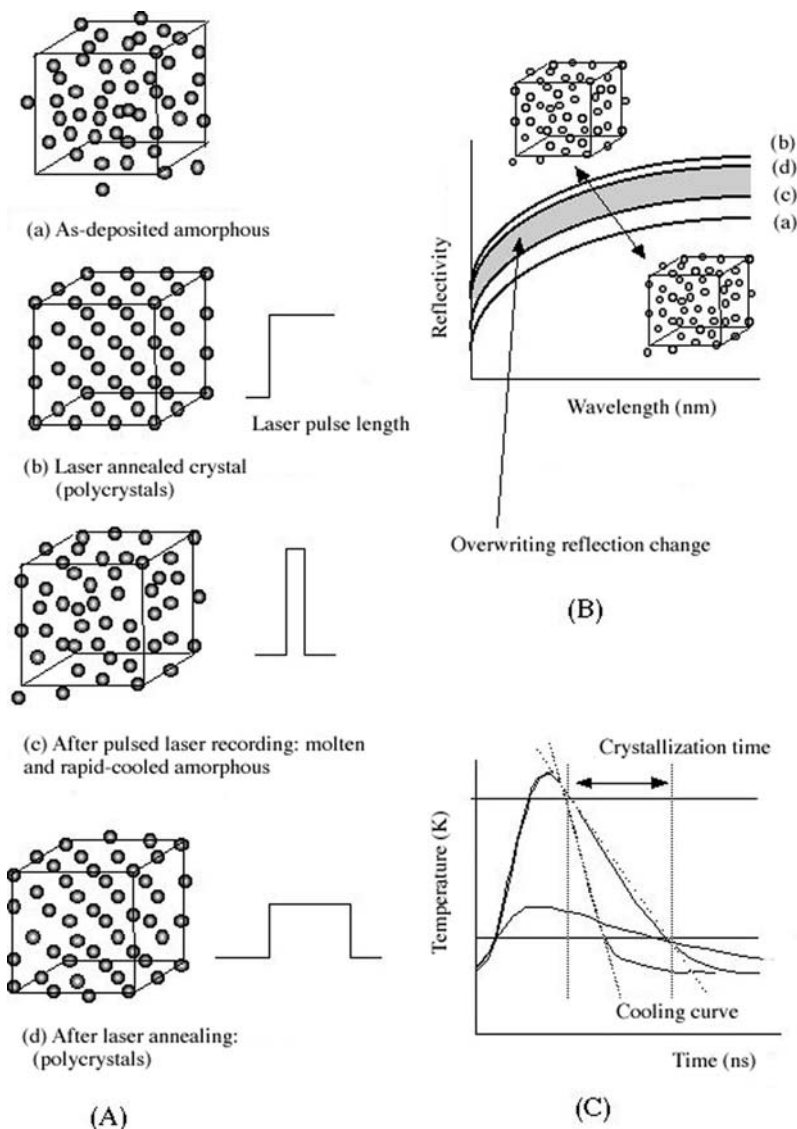 (a) As-deposited amorphous
Laser pulse length
(b) Laser annealed crystal
(polycrystals)
(c) After pulsed laser recording: molten
and rapid-cooled amorphous
(d) After laser annealing:
(polycrystals)
(A)
(b)
(d)
(c)
(a)
Reflectivity
Wavelength (nm)
Overwriting reflection change
(B)
Crystallization time
Temperature (K)
Cooling curve
Time (ns)
(C)